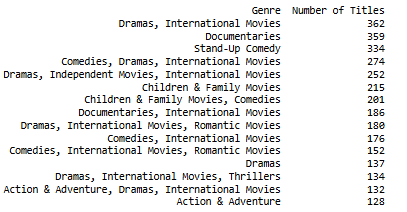 Genre Number of Titles
Dramas, International Movies 362
Documentaries 359
Stand-Up Comedy 334
Comedies, Dramas, International Movies 274
Dramas, Independent Movies, International Movies 252
Children & Family Movies 215
Children & Family Movies, Comedies 201
Documentaries, International Movies 186
Dramas, International Movies, Romantic Movies 180
Comedies, International Movies 176
Comedies, International Movies, Romantic Movies 152
Dramas 137
Dramas, International Movies, Thrillers 134
Action & Adventure, Dramas, International Movies 132
Action & Adventure 128